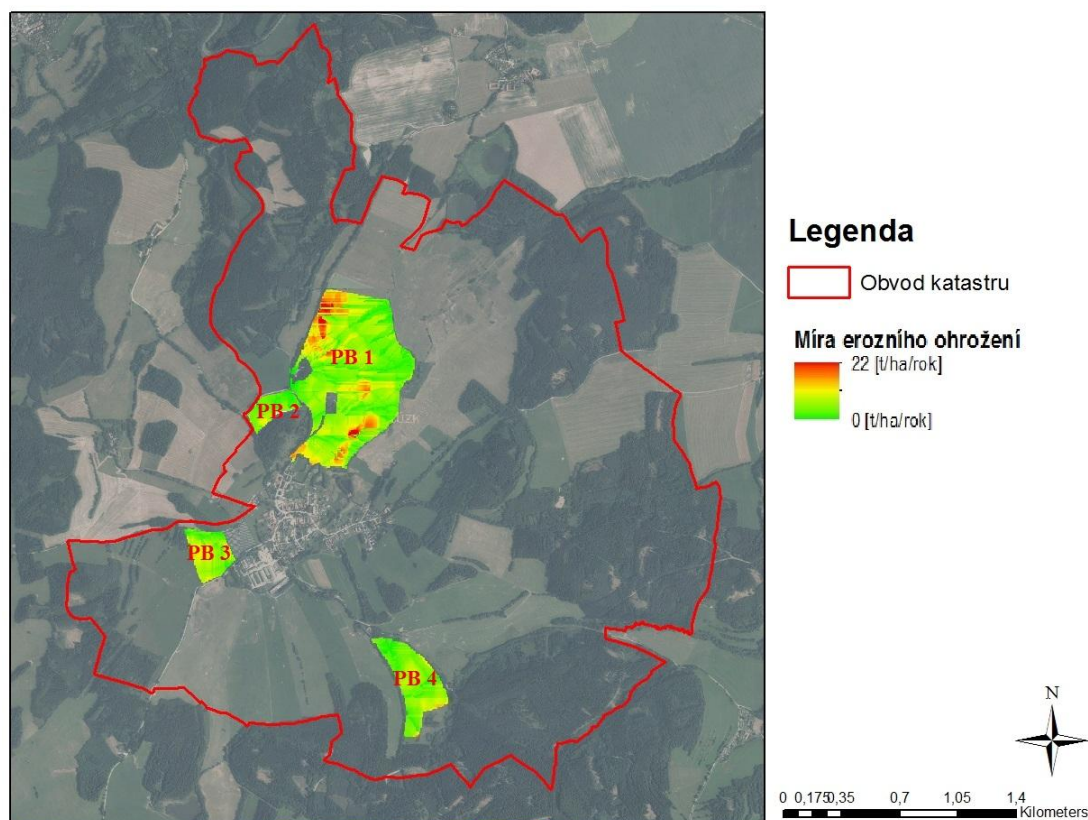 PB 1
PB 2
PB 3
PB 4
Legenda
Obvod katastru
Míra erozního ohrožení
22 [t/ha/rok]
0 [t/ha/rok]
N
0 0,175 0,35 0,7 1,05 1,4
Kilometers